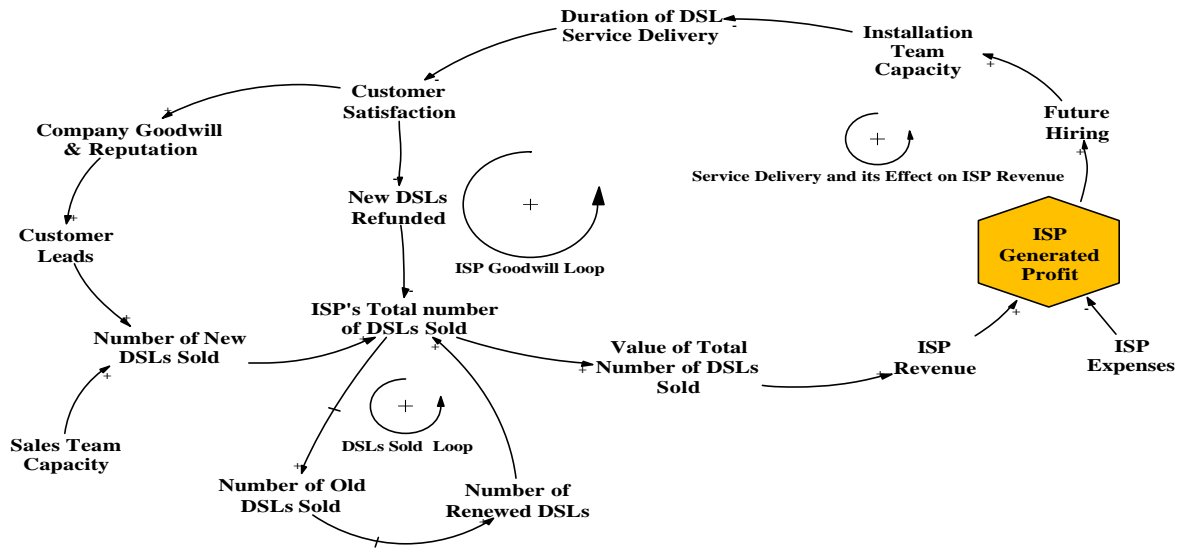 Duration of DSL
Service Delivery
Installation
Team
Capacity
Customer
Satisfaction
Company Goodwill
& Reputation
Future
Hiring
Service Delivery and its Effect on ISP Revenue
New DSLs
Refunded
Customer
Leads
ISP
Generated
Profit
ISP Goodwill Loop
ISP's Total number
of DSLs Sold
Number of New
DSLs Sold
Value of Total
Number of DSLs
Sold
ISP
Revenue
ISP
Expenses
DSLs Sold Loop
Sales Team
Capacity
Number of Old
DSLs Sold
Number of
Renewed DSLs